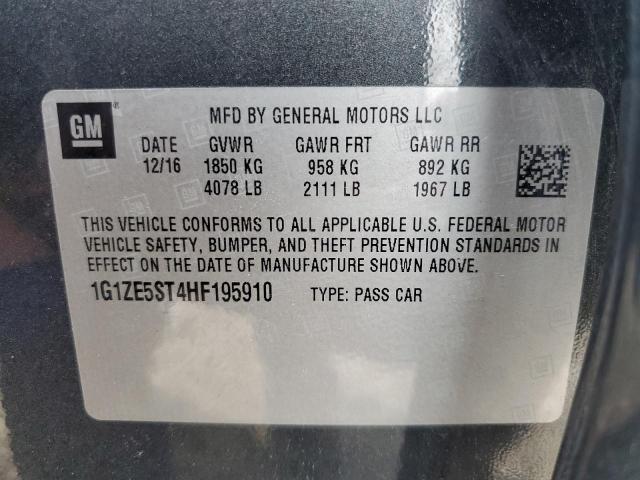 GM
MFD BY GENERAL MOTORS LLC
DATE GVWR GAWR FRT GAWR RR
12/16 1850 KG 958 KG 892 KG
4078 LB 2111 LB 1967 LB
THIS VEHICLE CONFORMS TO ALL APPLICABLE U.S. FEDERAL MOTOR
VEHICLE SAFETY, BUMPER, AND THEFT PREVENTION STANDARDS IN
EFFECT ON THE DATE OF MANUFACTURE SHOWN ABOVE.
1G1ZE5ST4HF195910 TYPE: PASS CAR